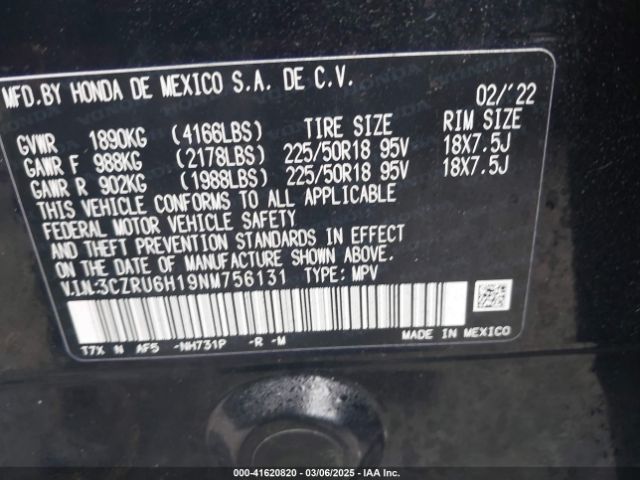 MFD.BY HONDA DE MEXICO S.A. DE C.V. 02/'22
GVWR 1890KG (4166LBS) TIRE SIZE RIM SIZE
GAWR F 988KG (2178LBS) 225/50R18 95V 18X7.5J
GAWR R 902KG (1988LBS) 225/50R18 95V 18X7.5J
THIS VEHICLE CONFORMS TO ALL APPLICABLE
FEDERAL MOTOR VEHICLE SAFETY
AND THEFT PREVENTION STANDARDS IN EFFECT
ON THE DATE OF MANUFACTURE SHOWN ABOVE.
V.I.N:3CZRU6H19NM756131 TYPE: MPV
T7X N AF5 -NH731P -R -M
MADE IN MEXICO
000-41620820 | 03/06/2025 | IAA Inc.